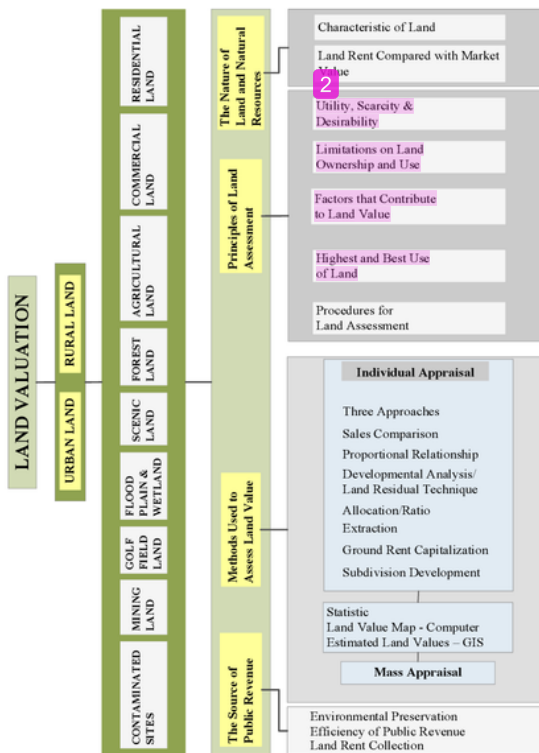 LAND VALUATION
URBAN LAND
RURAL LAND
CONTAMINATED
SITES
MINING
LAND
GOLF
FIELD
LAND
FLOOD
PLAIN &
WETLAND
SCENIC
LAND
FOREST
LAND
AGRICULTURAL
LAND
COMMERCIAL
LAND
RESIDENTIAL
LAND
The Nature of
Land and Natural
Resources
Characteristic of Land
Land Rent Compared with Market
Value
2
Principles of Land
Assessment
Utility, Scarcity &
Desirability
Limitations on Land
Ownership and Use
Factors that Contribute
to Land Value
Highest and Best Use
of Land
Procedures for
Land Assessment
Methods Used to
Assess Land Value
Individual Appraisal
Three Approaches
Sales Comparison
Proportional Relationship
Developmental Analysis/
Land Residual Technique
Allocation/Ratio
Extraction
Ground Rent Capitalization
Subdivision Development
Statistic
Land Value Map - Computer
Estimated Land Values – GIS
Mass Appraisal
The Source of
Public Revenue
Environmental Preservation
Efficiency of Public Revenue
Land Rent Collection